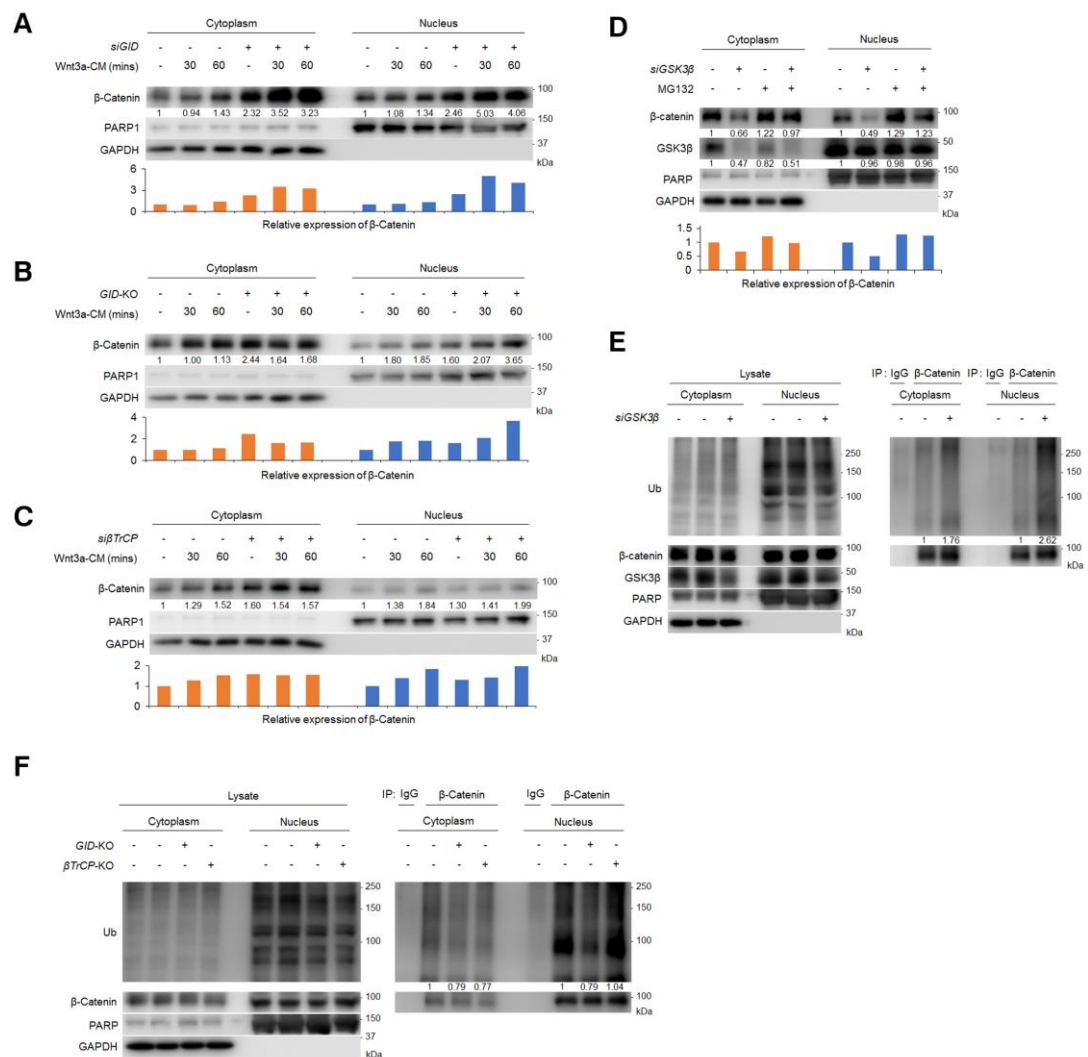 A
Cytoplasm Nucleus
siGID - - - + + + - - - + + +
Wnt3a-CM (mins) - 30 60 - 30 60 - 30 60 - 30 60
β-Catenin 100
1 0.94 1.43 2.32 3.52 3.23 1 1.08 1.34 2.46 5.03 4.06
150
PARP1
GAPDH 37
kDa
6
3
0
Relative expression of β-Catenin
B
Cytoplasm Nucleus
GID-KO - - - + + + - - - + + +
Wnt3a-CM (mins) - 30 60 - 30 60 - 30 60 - 30 60
β-Catenin 100
1 1.00 1.13 2.44 1.64 1.68 1 1.80 1.85 1.60 2.07 3.65
150
PARP1
GAPDH 37
kDa
4
2
0
Relative expression of β-Catenin
C
Cytoplasm Nucleus
siβTrCP - - - + + + - - - + + +
Wnt3a-CM (mins) - 30 60 - 30 60 - 30 60 - 30 60
β-Catenin 100
1 1.29 1.52 1.60 1.54 1.57 1 1.38 1.84 1.30 1.41 1.99
150
PARP1
GAPDH 37
kDa
2
1
0
Relative expression of β-Catenin
D
Cytoplasm Nucleus
siGSK3β - + - + - + - +
MG132 - - + + - - + +
β-catenin 100
1 0.66 1.22 0.97 1 0.49 1.29 1.23
GSK3β 50
1 0.47 0.82 0.51 1 0.96 0.98 0.96 150
PARP
37
GAPDH
kDa
1.5
1
0.5
0
Relative expression of β-Catenin
E
Lysate IP : IgG β-Catenin IP : IgG β-Catenin
Cytoplasm Nucleus Cytoplasm Nucleus
siGSK3β - - + - - + - - + - - +
250 250
150 150
Ub 100 100
1 1.76 1 2.62
β-catenin 100 100
kDa
GSK3β 50
PARP 150
37
GAPDH
kDa
F
Lysate IP: IgG β-Catenin IgG β-Catenin
Cytoplasm Nucleus Cytoplasm Nucleus
GID-KO - - + - - - + - - - + - - - + -
βTrCP-KO - - - + - - - + - - - + - - - +
250 250
150 150
Ub 100 100
1 0.79 0.77 1 0.79 1.04
β-Catenin 100 100
kDa
150
PARP
37
GAPDH
kDa